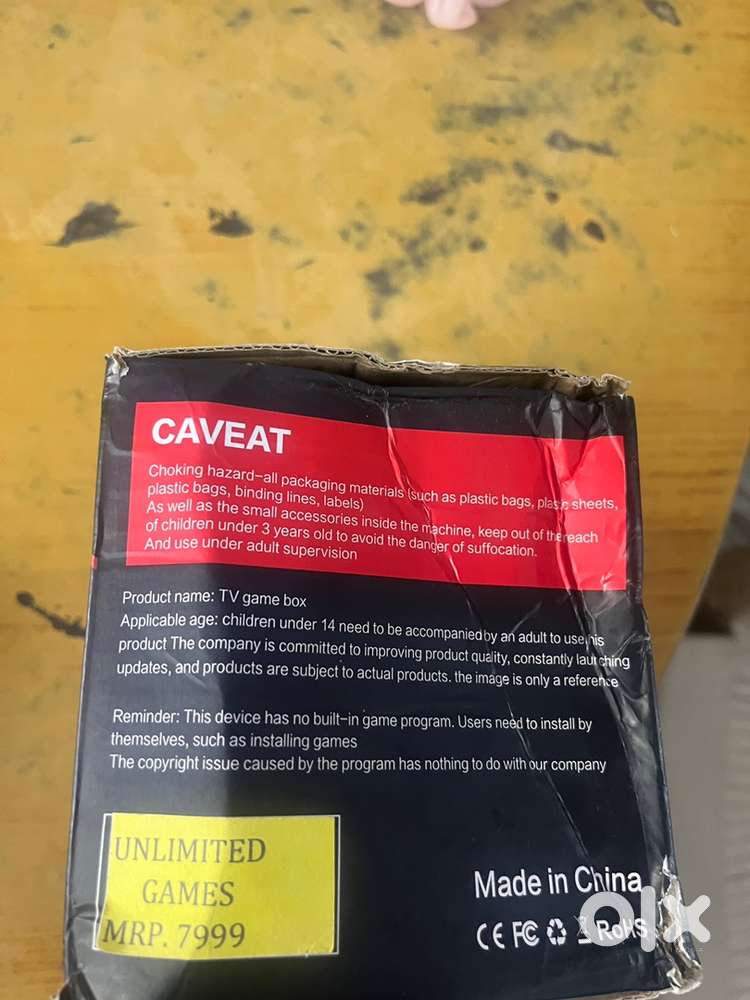 CAVEAT
Choking hazard-all packaging materials (such as plastic bags, plastic sheets,
plastic bags, binding lines, labels)
As well as the small accessories inside the machine, keep out of the reach
of children under 3 years old to avoid the danger of suffocation.
And use under adult supervision
Product name: TV game box
Applicable age: children under 14 need to be accompanied by an adult to use this
product The company is committed to improving product quality, constantly launching
updates, and products are subject to actual products. the image is only a reference
Reminder: This device has no built-in game program. Users need to install by
themselves, such as installing games
The copyright issue caused by the program has nothing to do with our company
UNLIMITED
GAMES
MRP. 7999
Made in China
CE FC RoHS
olx